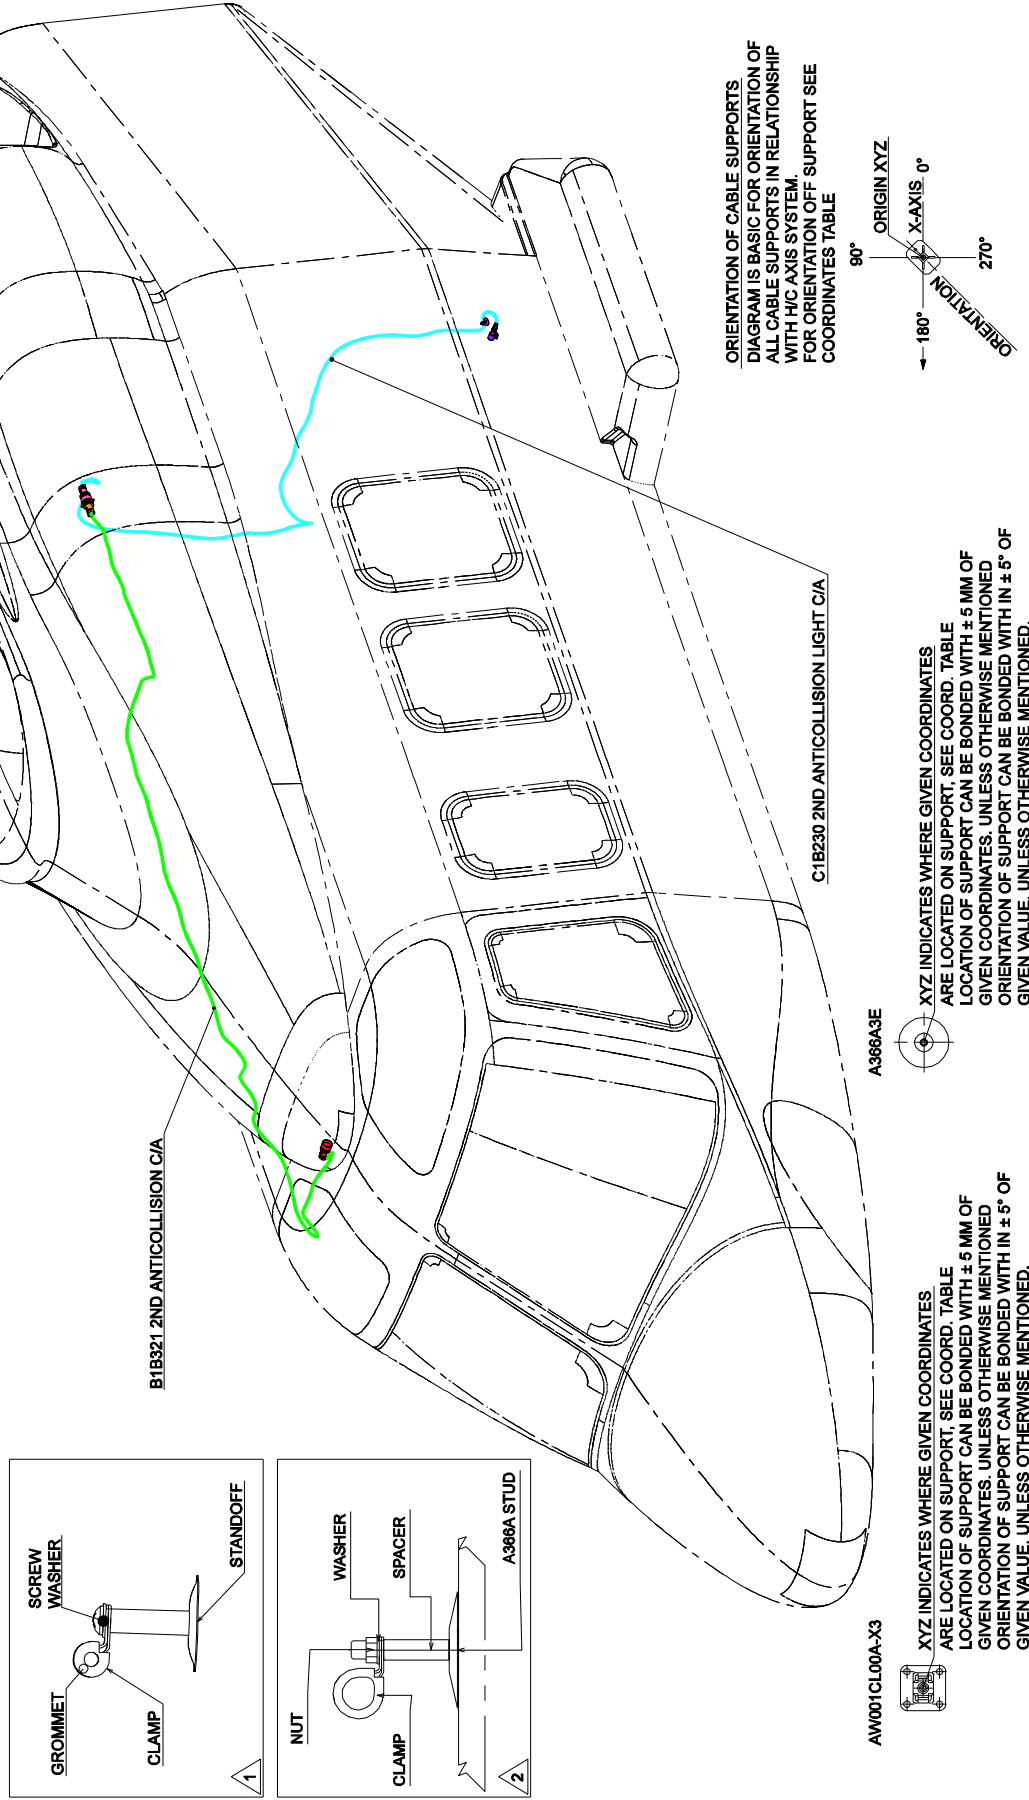 GROMMET
SCREW
WASHER
CLAMP
STANDOFF
1
NUT
WASHER
CLAMP
SPACER
A366A STUD
2
B1B321 2ND ANTICOLLISION C/A
C1B230 2ND ANTICOLLISION LIGHT C/A
AW001CL00A-X3
XYZ INDICATES WHERE GIVEN COORDINATES
ARE LOCATED ON SUPPORT, SEE COORD. TABLE
LOCATION OF SUPPORT CAN BE BONDED WITH ± 5 MM OF
GIVEN COORDINATES. UNLESS OTHERWISE MENTIONED
ORIENTATION OF SUPPORT CAN BE BONDED WITH IN ± 5° OF
GIVEN VALUE. UNLESS OTHERWISE MENTIONED.
A366A3E
XYZ INDICATES WHERE GIVEN COORDINATES
ARE LOCATED ON SUPPORT, SEE COORD. TABLE
LOCATION OF SUPPORT CAN BE BONDED WITH ± 5 MM OF
GIVEN COORDINATES. UNLESS OTHERWISE MENTIONED
ORIENTATION OF SUPPORT CAN BE BONDED WITH IN ± 5° OF
GIVEN VALUE. UNLESS OTHERWISE MENTIONED.
ORIENTATION OF CABLE SUPPORTS
DIAGRAM IS BASIC FOR ORIENTATION OF
ALL CABLE SUPPORTS IN RELATIONSHIP
WITH H/C AXIS SYSTEM.
FOR ORIENTATION OFF SUPPORT SEE
COORDINATES TABLE
90°
ORIGIN XYZ
180°
X-AXIS 0°
ORIENTATION
270°